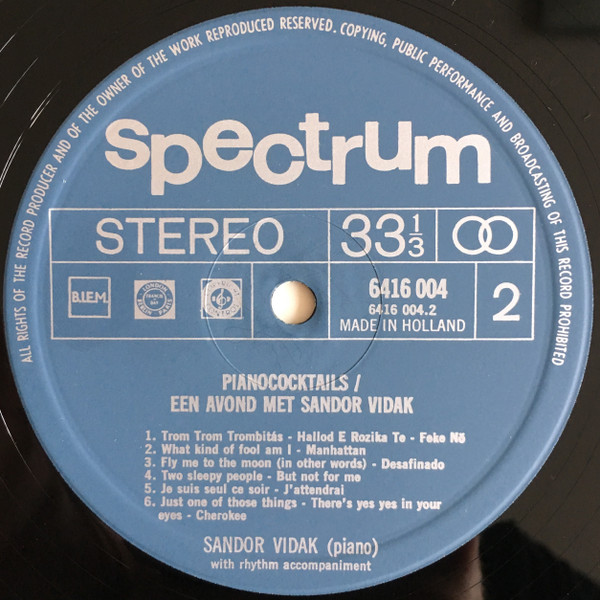 ALL RIGHTS OF THE RECORD PRODUCER AND OF THE OWNER OF THE WORK REPRODUCED RESERVED. COPYING, PUBLIC PERFORMANCE AND BROADCASTING OF THIS RECORD PROHIBITED
spectrum
STEREO
33 1/3
B.I.E.M.
6416 004
6416 004.2
MADE IN HOLLAND
2
PIANOCOCKTAILS /
EEN AVOND MET SANDOR VIDAK
1. Trom Trom Trombitás - Hallod E Rozika Te - Feke Nő
2. What kind of fool am I - Manhattan
3. Fly me to the moon (in other words) - Desafinado
4. Two sleepy people - But not for me
5. Je suis seul ce soir - J'attendrai
6. Just one of those things - There's yes yes in your
eyes - Cherokee
SANDOR VIDAK (piano)
with rhythm accompaniment